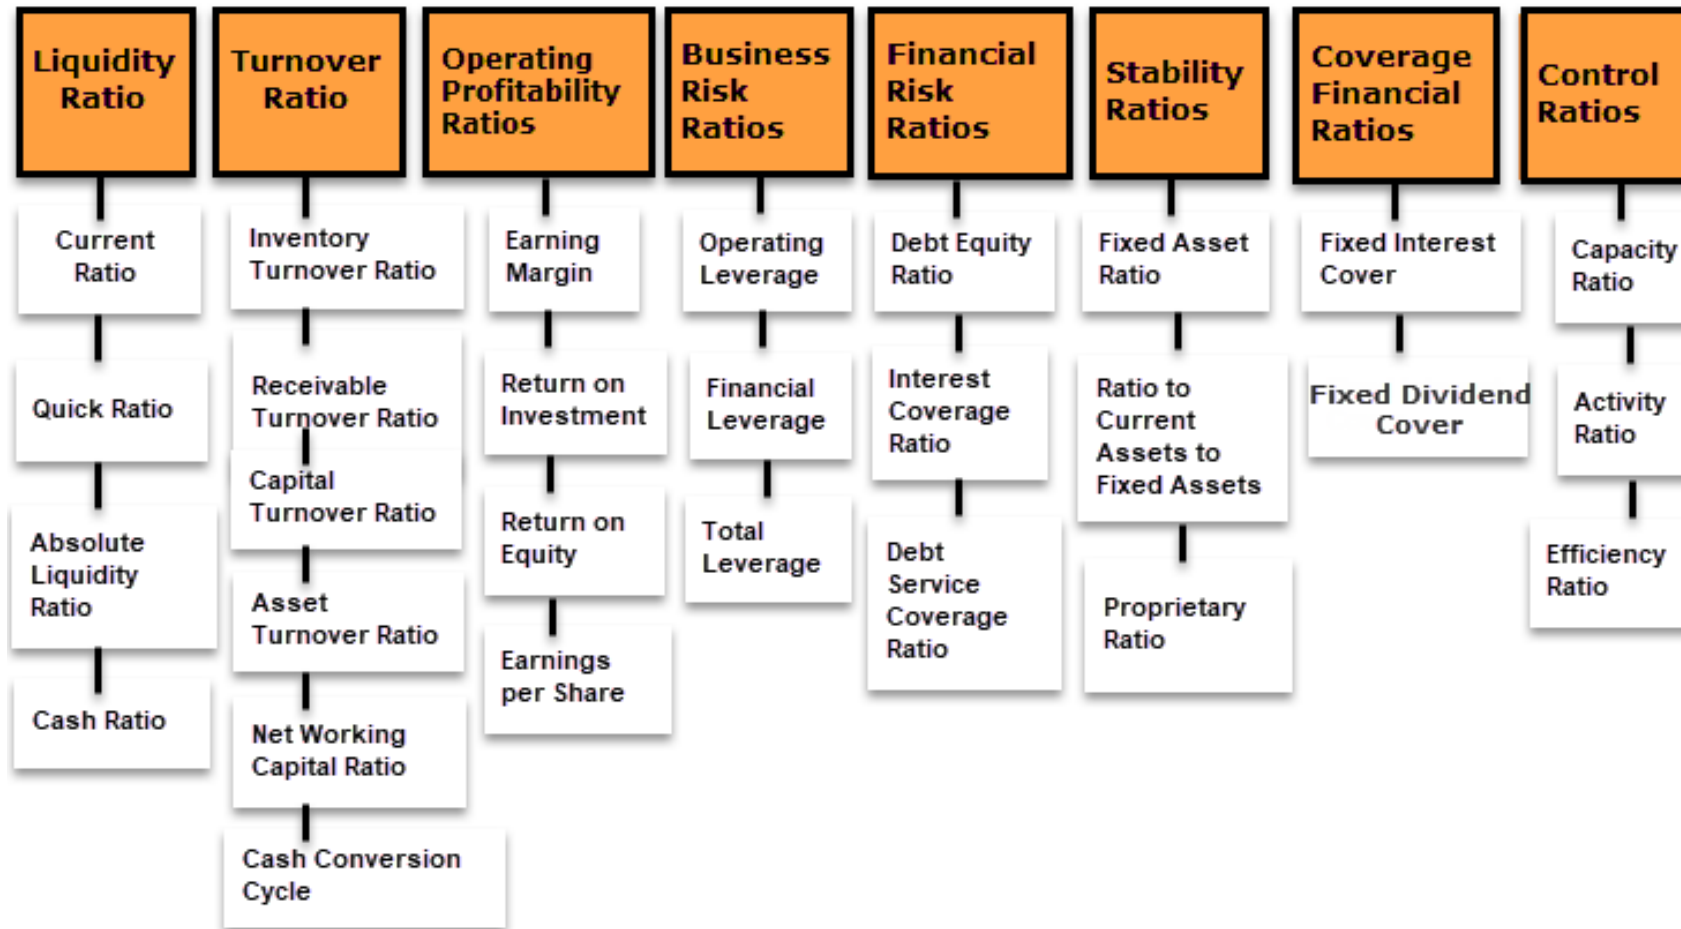 Liquidity
Ratio
Current
Ratio
Quick Ratio
Absolute
Liquidity
Ratio
Cash Ratio
Turnover
Ratio
Inventory
Turnover Ratio
Receivable
Turnover Ratio
Capital
Turnover Ratio
Asset
Turnover Ratio
Net Working
Capital Ratio
Cash Conversion
Cycle
Operating
Profitability
Ratios
Earning
Margin
Return on
Investment
Return on
Equity
Earnings
per Share
Business
Risk
Ratios
Operating
Leverage
Financial
Leverage
Total
Leverage
Financial
Risk
Ratios
Debt Equity
Ratio
Interest
Coverage
Ratio
Debt
Service
Coverage
Ratio
Stability
Ratios
Fixed Asset
Ratio
Ratio to
Current
Assets to
Fixed Assets
Proprietary
Ratio
Coverage
Financial
Ratios
Fixed Interest
Cover
Fixed Dividend
Cover
Control
Ratios
Capacity
Ratio
Activity
Ratio
Efficiency
Ratio